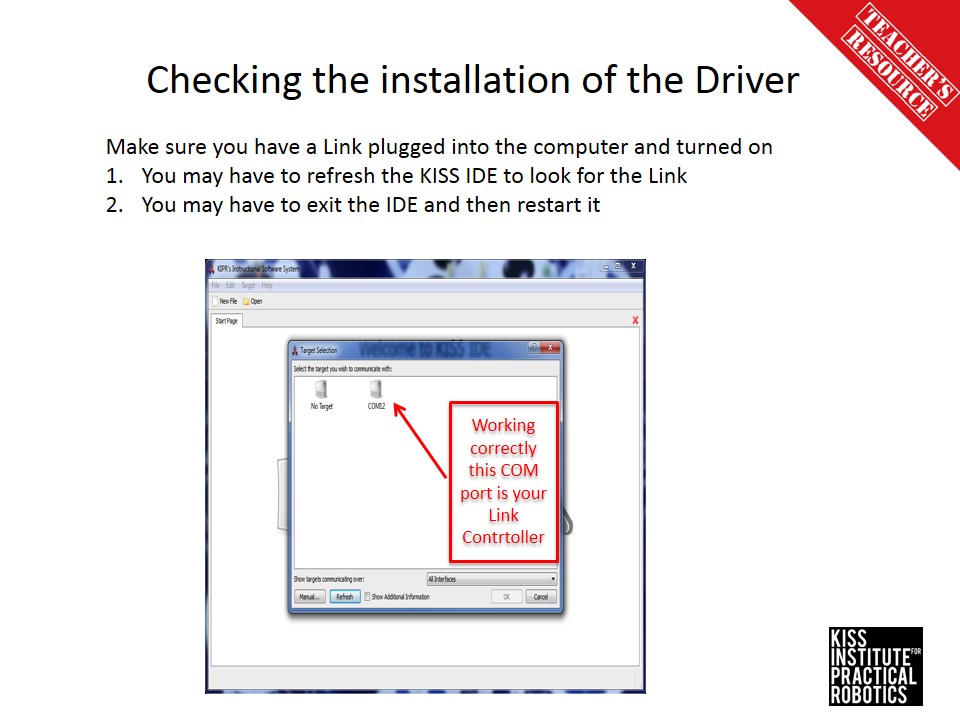 TEACHER'S
RESOURCE
Checking the installation of the Driver
Make sure you have a Link plugged into the computer and turned on
1. You may have to refresh the KISS IDE to look for the Link
2. You may have to exit the IDE and then restart it
KIPR's Instructional Software System
File Edit Target Help
New File Open
Start Page
Welcome to KISS IDE
Target Selection
Select the target you wish to communicate with:
No Target COM12
Working
correctly
this COM
port is your
Link
Contrtoller
Show targets communicating over: All Interfaces
Manual... Refresh Show Additional Information OK Cancel
KISS
INSTITUTE FOR
PRACTICAL
ROBOTICS